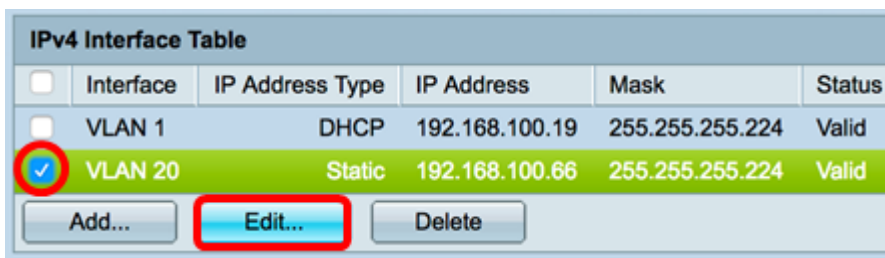 IPv4 Interface Table
Interface IP Address Type IP Address Mask Status
VLAN 1 DHCP 192.168.100.19 255.255.255.224 Valid
VLAN 20 Static 192.168.100.66 255.255.255.224 Valid
Add... Edit... Delete